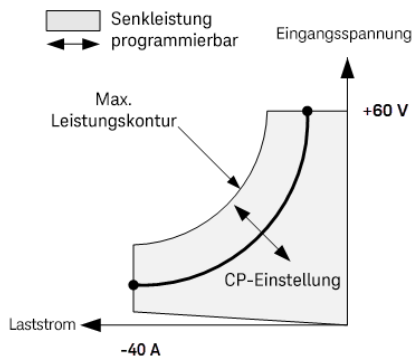 Senkleistung
programmierbar
Eingangsspannung
Max.
Leistungskontur
+60 V
CP-Einstellung
Laststrom
-40 A